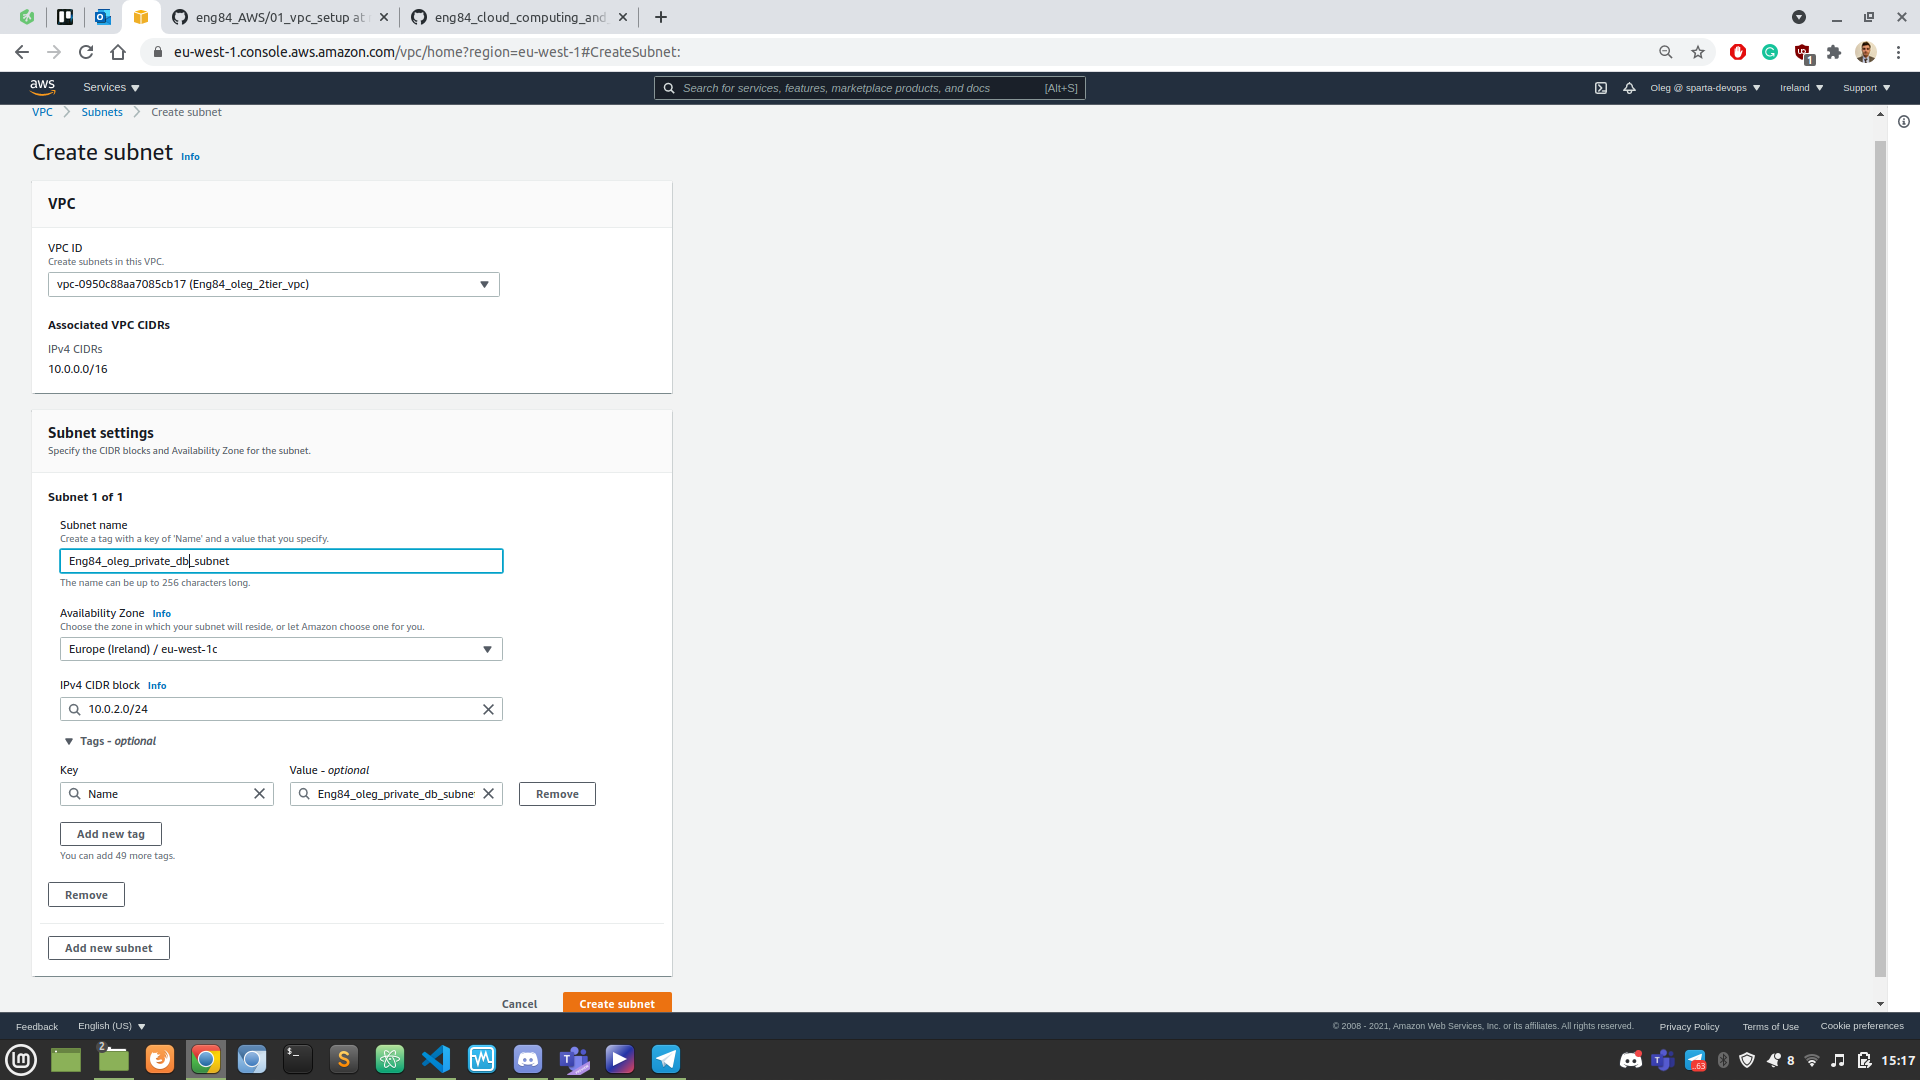 eng84_AWS/01_vpc_setup at
eng84_cloud_computing_and_
eu-west-1.console.aws.amazon.com/vpc/home?region=eu-west-1#CreateSubnet:
1
aws
Services
Search for services, features, marketplace products, and docs
[Alt+S]
Oleg @ sparta-devops
Ireland
Support
VPC
Subnets
Create subnet
Create subnet Info
VPC
VPC ID
Create subnets in this VPC.
vpc-0950c88aa7085cb17 (Eng84_oleg_2tier_vpc)
Associated VPC CIDRs
IPv4 CIDRs
10.0.0.0/16
Subnet settings
Specify the CIDR blocks and Availability Zone for the subnet.
Subnet 1 of 1
Subnet name
Create a tag with a key of 'Name' and a value that you specify.
Eng84_oleg_private_db_subnet
The name can be up to 256 characters long.
Availability Zone Info
Choose the zone in which your subnet will reside, or let Amazon choose one for you.
Europe (Ireland) / eu-west-1c
IPv4 CIDR block Info
10.0.2.0/24
Tags - optional
Key
Value - optional
Name
Eng84_oleg_private_db_subne
Remove
Add new tag
You can add 49 more tags.
Remove
Add new subnet
Cancel
Create subnet
Feedback
English (US)
© 2008 - 2021, Amazon Web Services, Inc. or its affiliates. All rights reserved.
Privacy Policy
Terms of Use
Cookie preferences
2
8
15:17